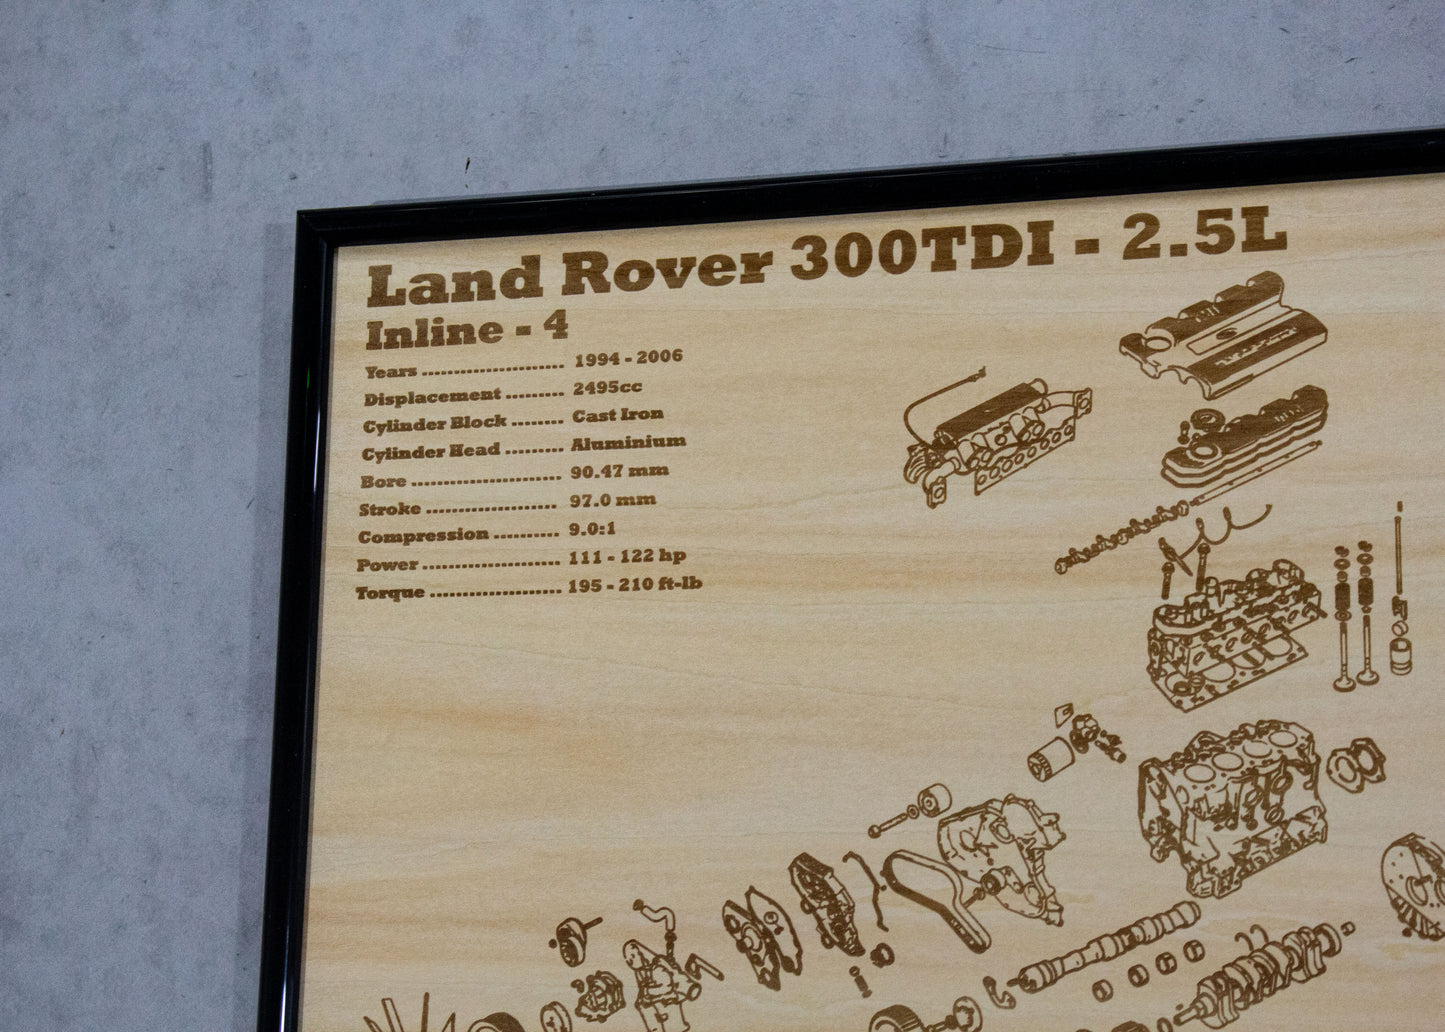 Land Rover 300TDI - 2.5L
Inline - 4
Years ........................ 1994 - 2006
Displacement .......... 2495cc
Cylinder Block ........ Cast Iron
Cylinder Head .......... Aluminium
Bore .......................... 90.47 mm
Stroke ...................... 97.0 mm
Compression ........... 9.0:1
Power ........................ 111 - 122 hp
Torque ....................... 195 - 210 ft-lb